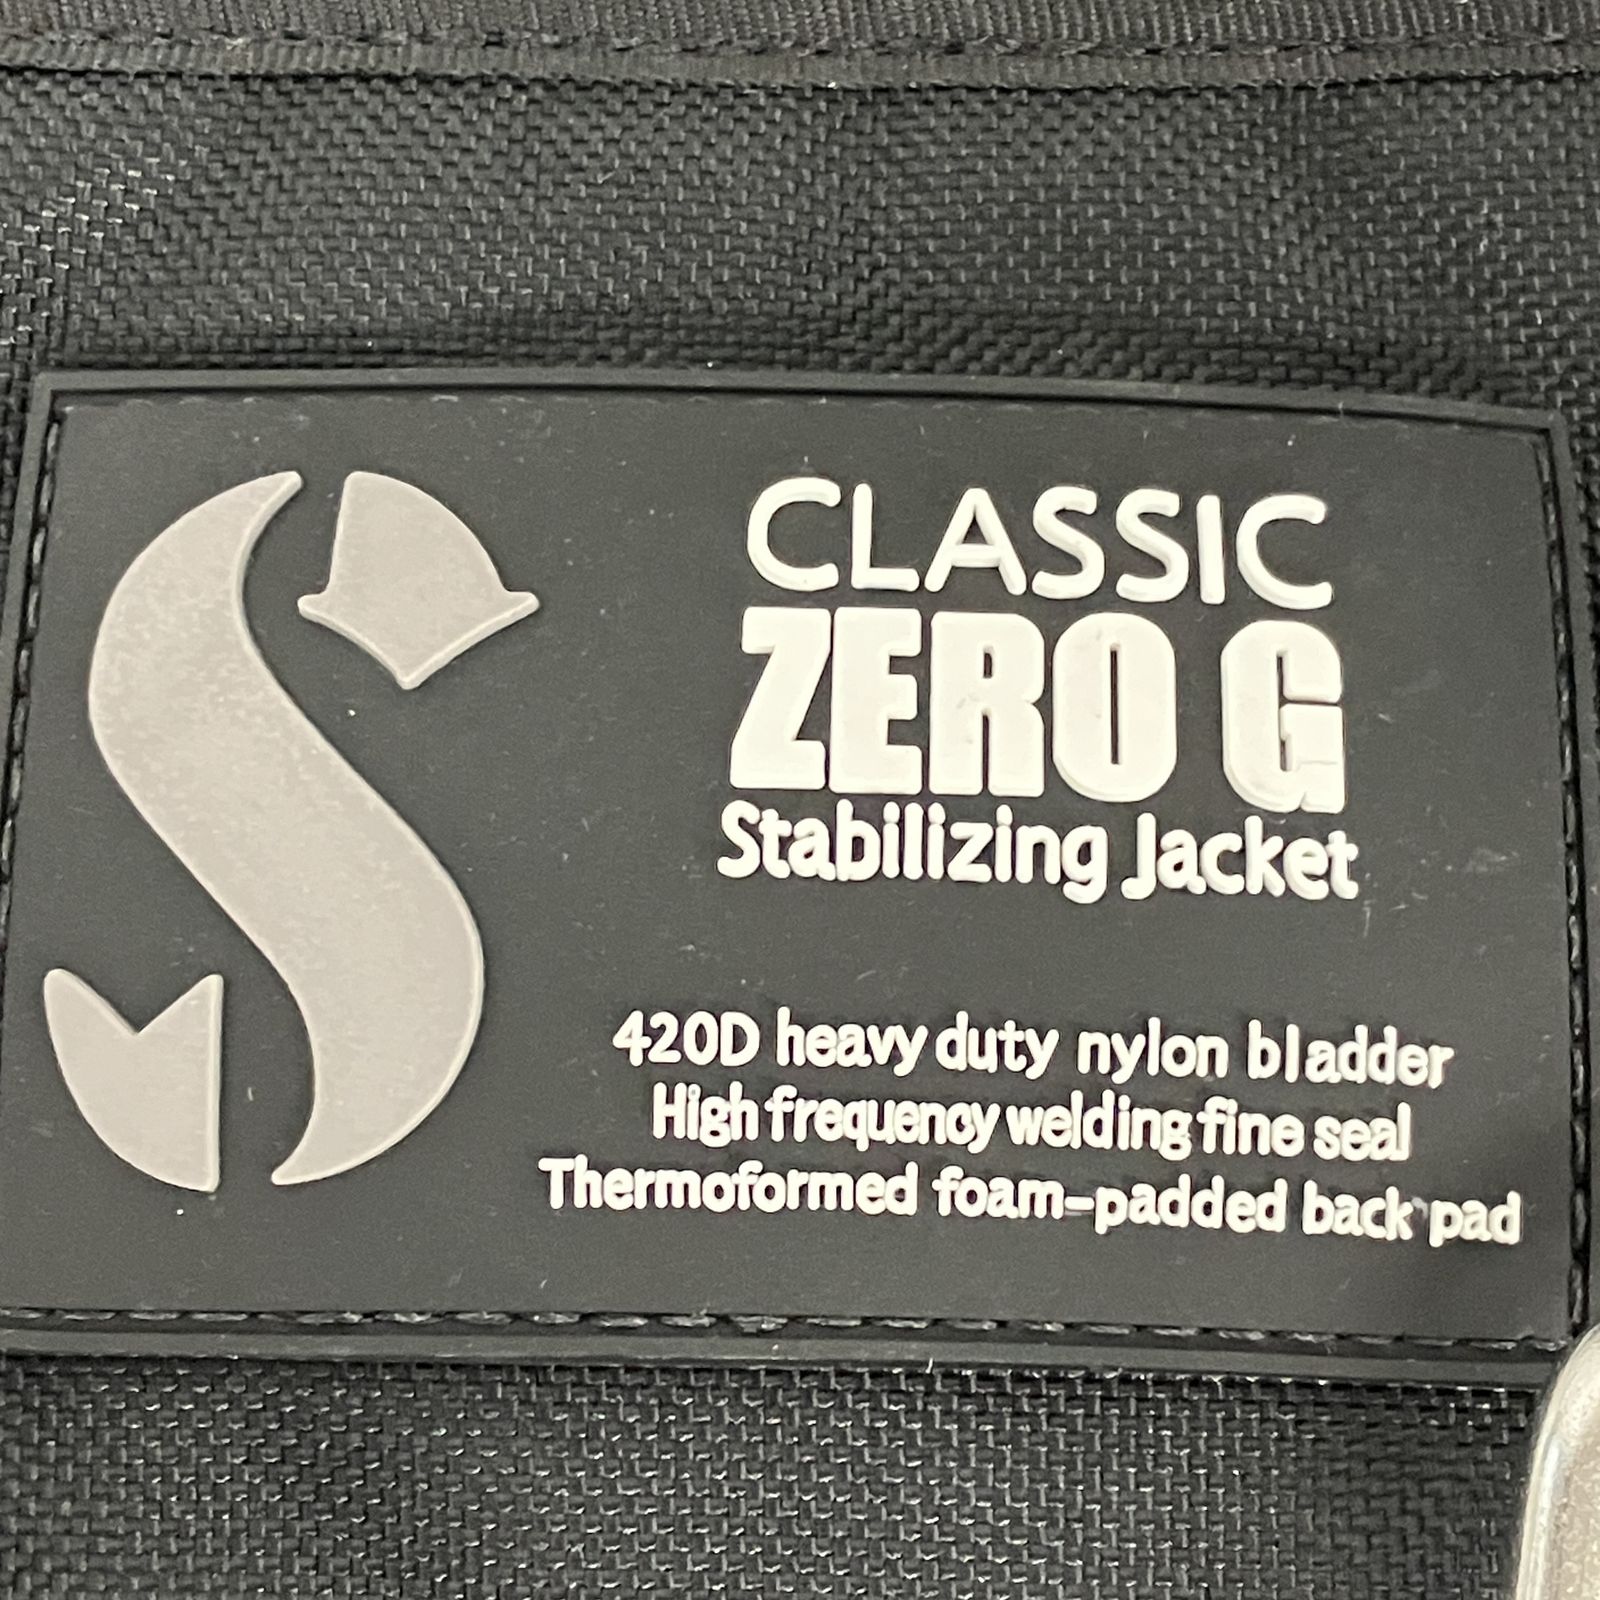 CLASSIC
ZERO G
Stabilizing Jacket
420D heavy duty nylon bladder
High frequency welding fine seal
Thermoformed foam-padded back pad